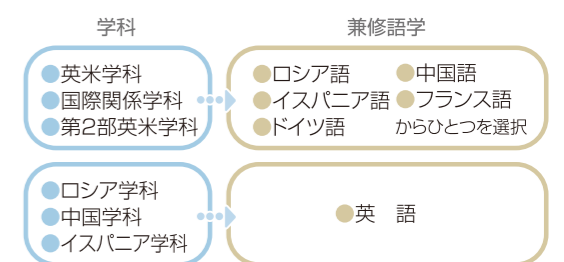 学科
兼修語学
●英米学科
●国際関係学科
●第2部英米学科
●ロシア語 ●中国語
●イスパニア語 ●フランス語
●ドイツ語 からひとつを選択
●ロシア学科
●中国学科
●イスパニア学科
●英　語